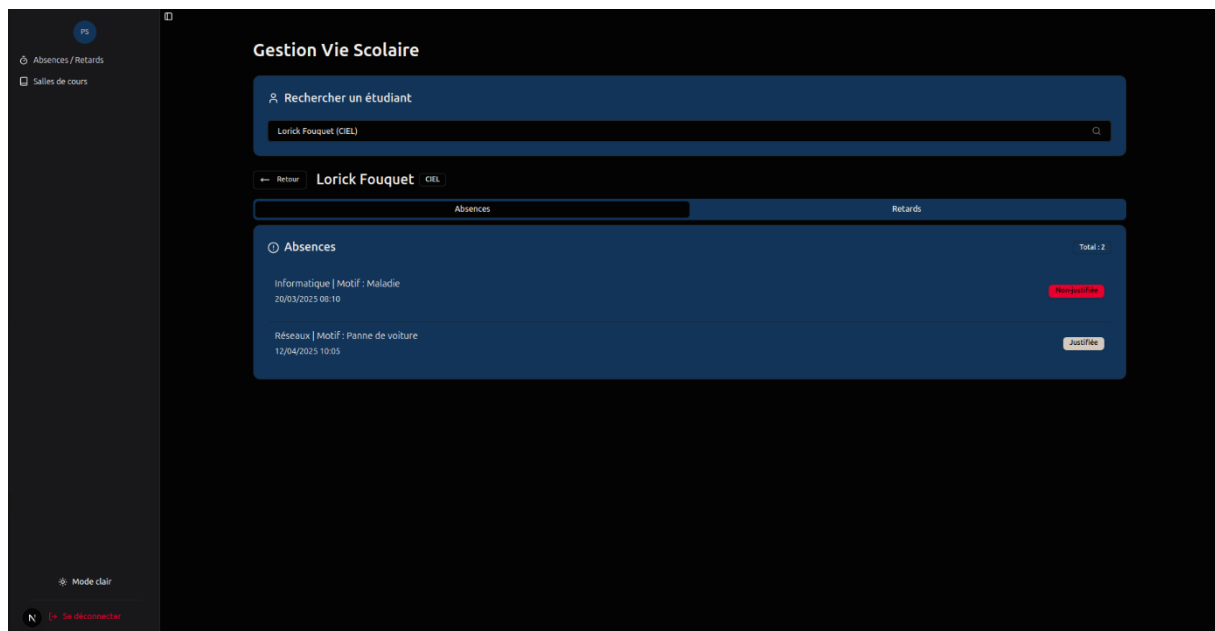 PS
Absences / Retards
Salles de cours
Gestion Vie Scolaire
Rechercher un étudiant
Lorick Fouquet (CIEL)
← Retour Lorick Fouquet CIEL
Absences Retards
Absences Total : 2
Informatique | Motif : Maladie
20/03/2025 08:10 Non-justifiée
Réseaux | Motif : Panne de voiture
12/04/2025 10:05 Justifiée
Mode clair
N Se déconnecter